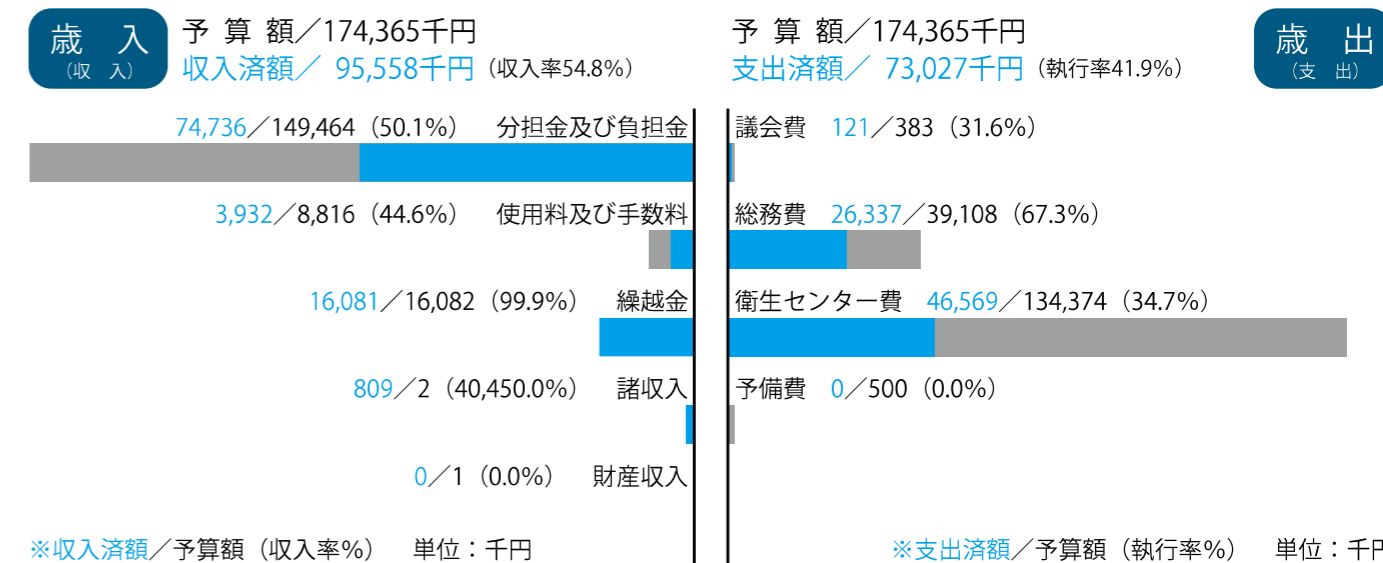 歳　入
（収　入）
予 算 額／174,365千円
収入済額／ 95,558千円（収入率54.8%）
74,736／149,464（50.1%）　分担金及び負担金
3,932／8,816（44.6%）　使用料及び手数料
16,081／16,082（99.9%）　繰越金
809／2（40,450.0%）　諸収入
0／1（0.0%）　財産収入
※収入済額／予算額（収入率%）　単位：千円
予 算 額／174,365千円
支出済額／ 73,027千円（執行率41.9%）
歳　出
（支　出）
議会費　121／383（31.6%）
総務費　26,337／39,108（67.3%）
衛生センター費　46,569／134,374（34.7%）
予備費　0／500（0.0%）
※支出済額／予算額（執行率%）　単位：千円